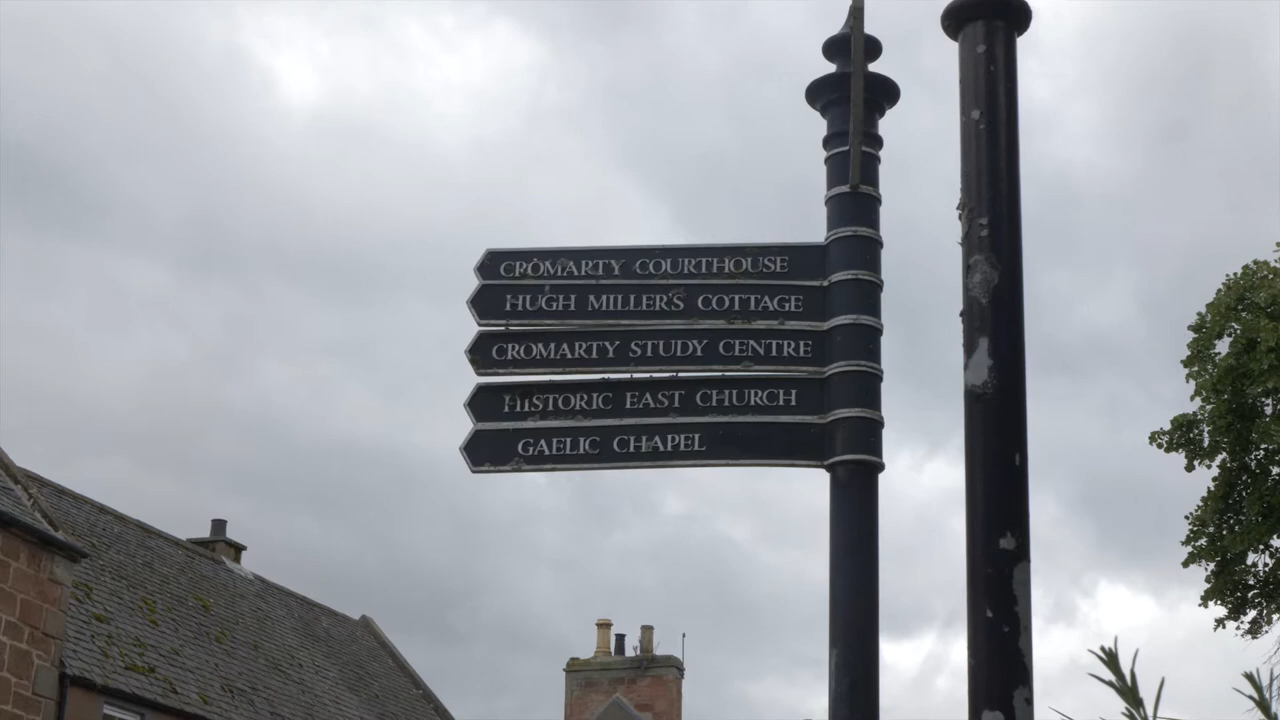 CROMARTY COURTHOUSE
HUGH MILLER'S COTTAGE
CROMARTY STUDY CENTRE
HISTORIC EAST CHURCH
GAELIC CHAPEL